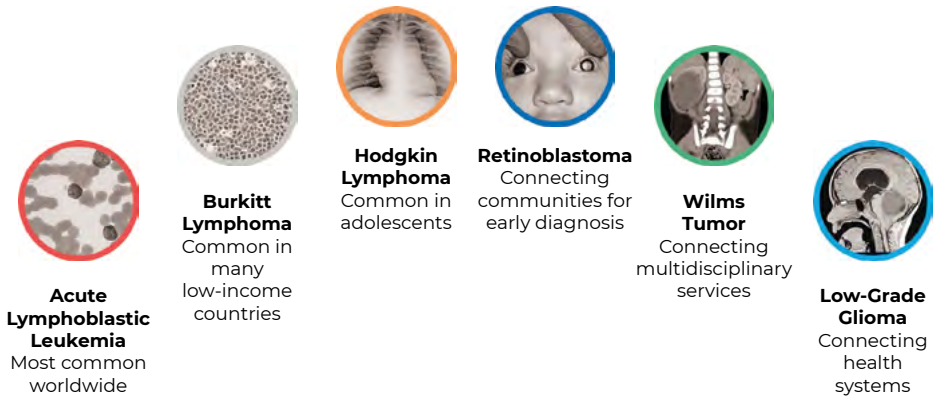 Acute
Lymphoblastic
Leukemia
Most common
worldwide
Burkitt
Lymphoma
Common in
many
low-income
countries
Hodgkin
Lymphoma
Common in
adolescents
Retinoblastoma
Connecting
communities for
early diagnosis
Wilms
Tumor
Connecting
multidisciplinary
services
Low-Grade
Glioma
Connecting
health
systems